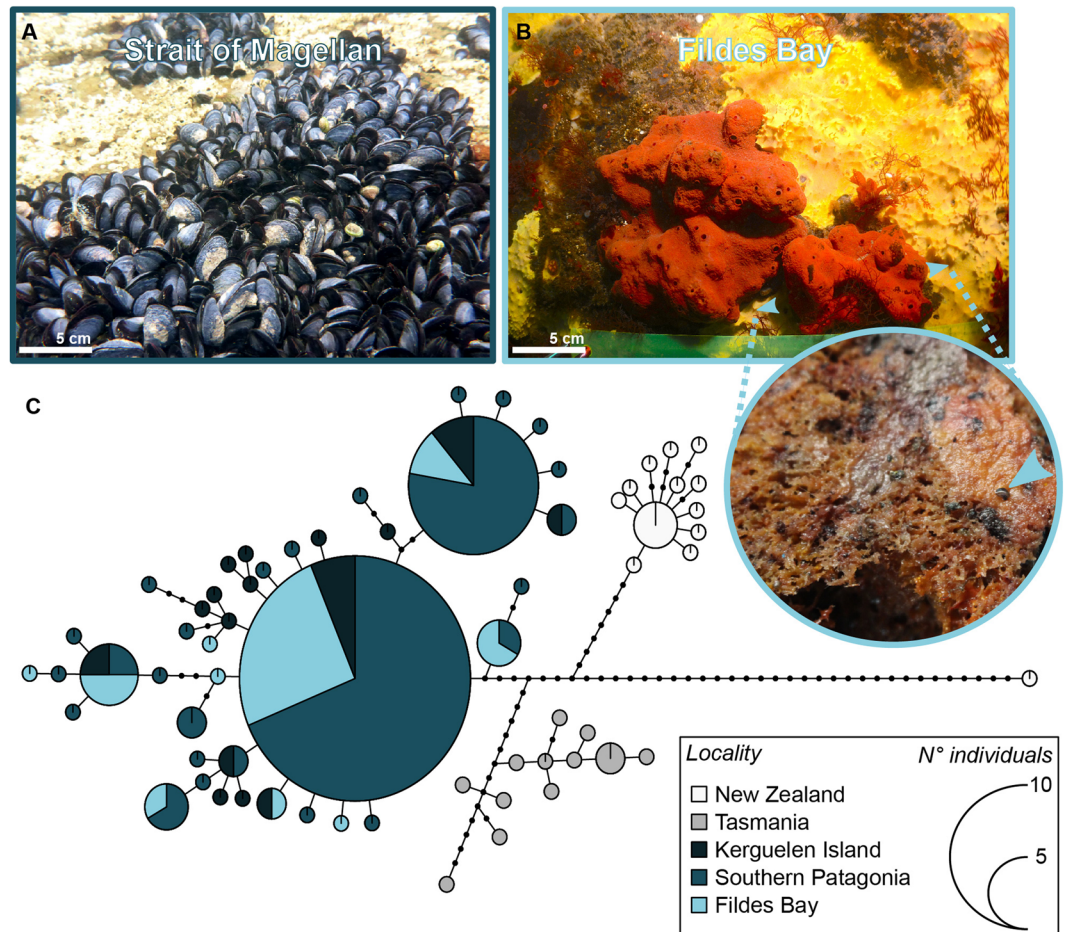 A
Strait of Magellan
5 cm
B
Fildes Bay
5 cm
C
Locality
N° individuals
New Zealand
Tasmania
Kerguelen Island
Southern Patagonia
Fildes Bay
10
5